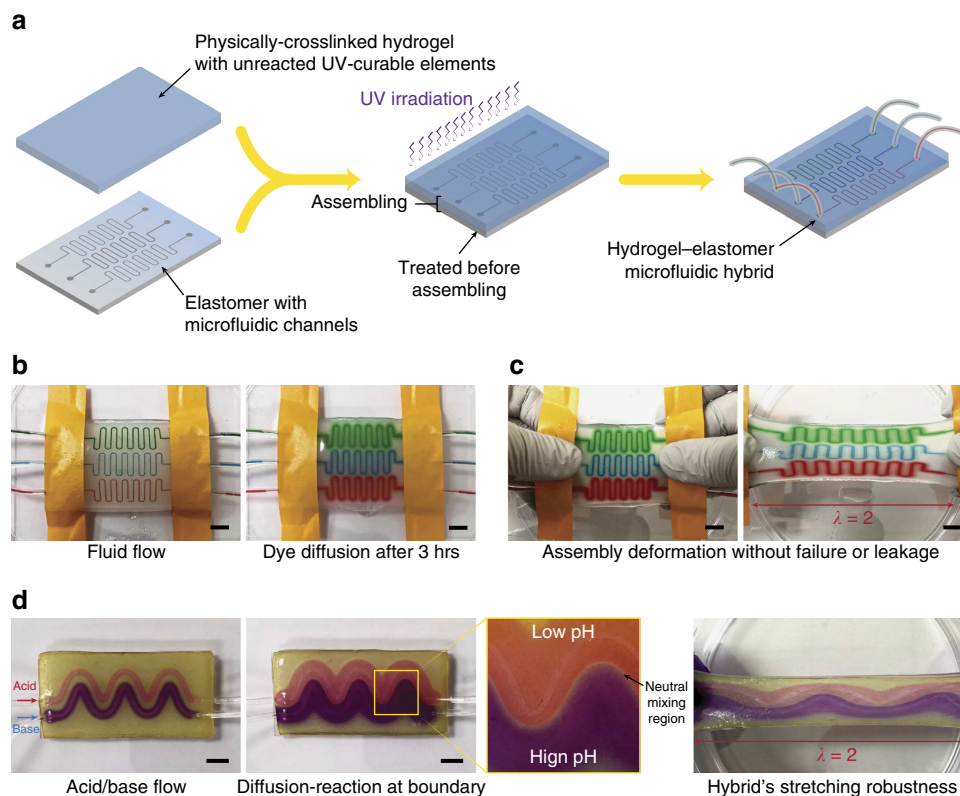 a
Physically-crosslinked hydrogel
with unreacted UV-curable elements
UV irradiation
Assembling
Treated before
assembling
Hydrogel–elastomer
microfluidic hybrid
Elastomer with
microfluidic channels
b
Fluid flow
Dye diffusion after 3 hrs
c
λ = 2
Assembly deformation without failure or leakage
d
Acid
Base
Low pH
Hign pH
Neutral
mixing
region
λ = 2
Acid/base flow
Diffusion-reaction at boundary
Hybrid's stretching robustness